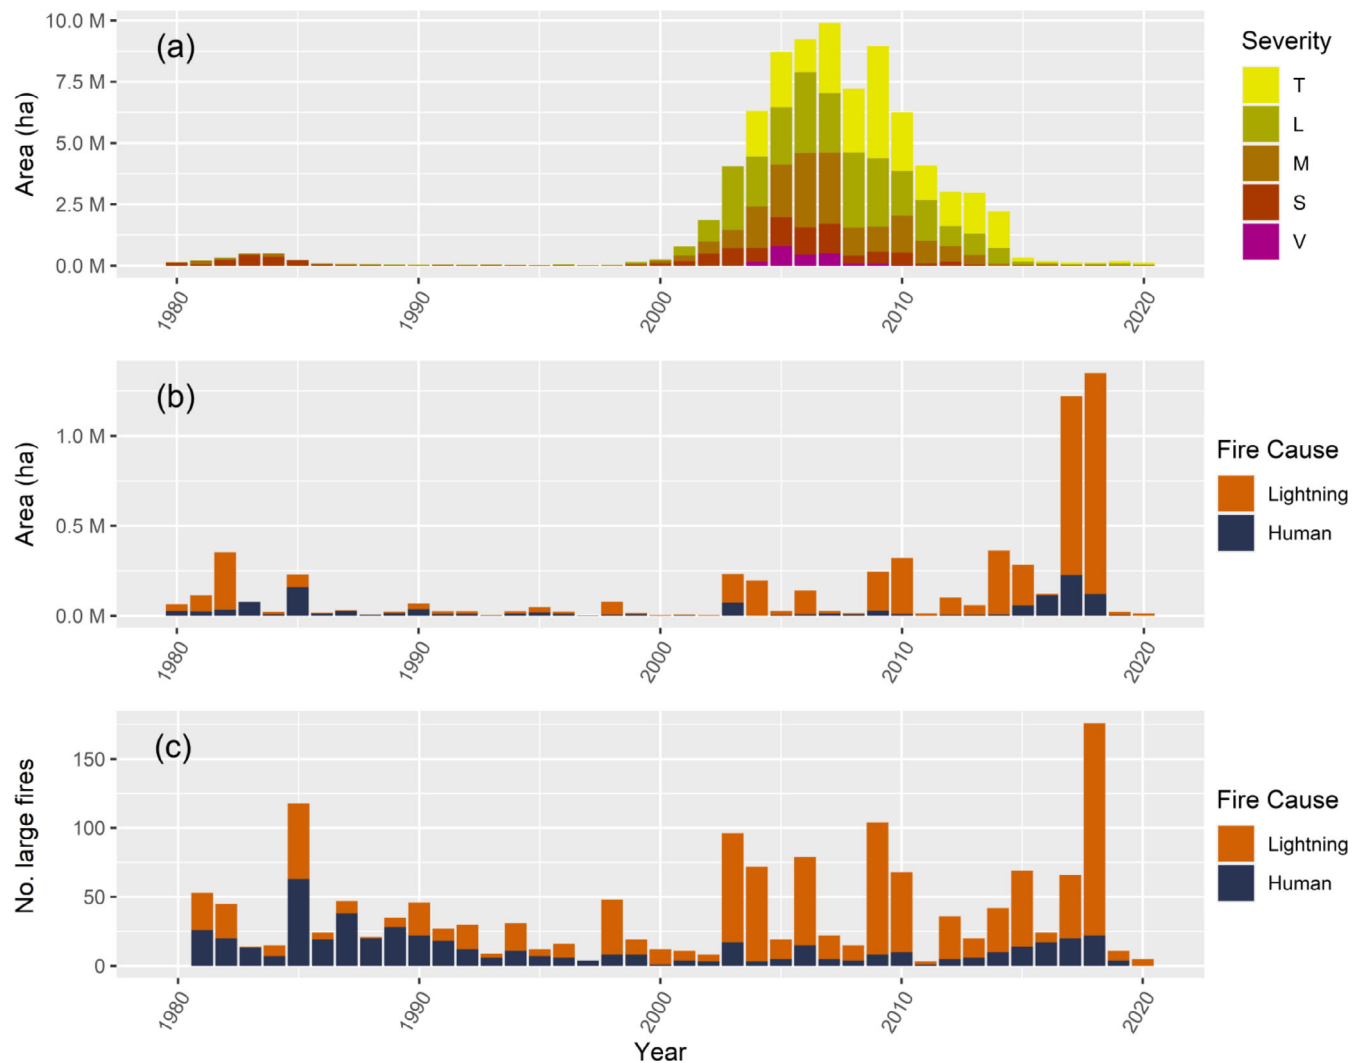 (a)
Area (ha)
10.0 M
7.5 M
5.0 M
2.5 M
0.0 M
1980
1990
2000
2010
2020
Severity
T
L
M
S
V
(b)
Area (ha)
1.0 M
0.5 M
0.0 M
1980
1990
2000
2010
2020
Fire Cause
Lightning
Human
(c)
No. large fires
150
100
50
0
1980
1990
2000
2010
2020
Year
Fire Cause
Lightning
Human